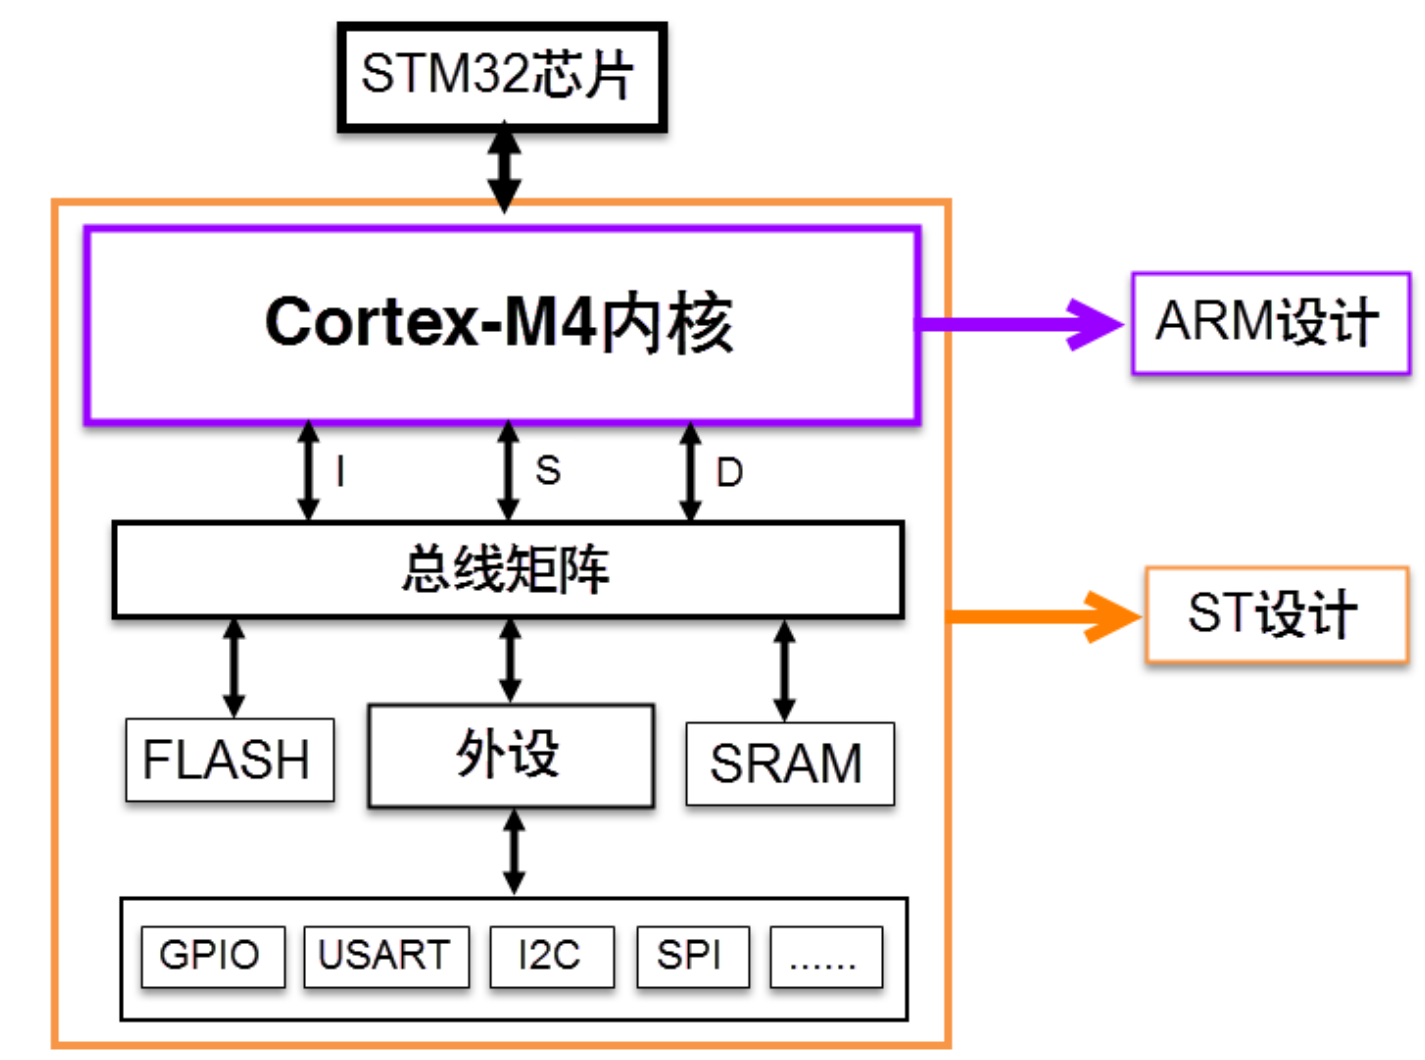 STM32芯片
Cortex-M4内核
ARM设计
I
S
D
总线矩阵
ST设计
FLASH
外设
SRAM
GPIO
USART
I2C
SPI
......